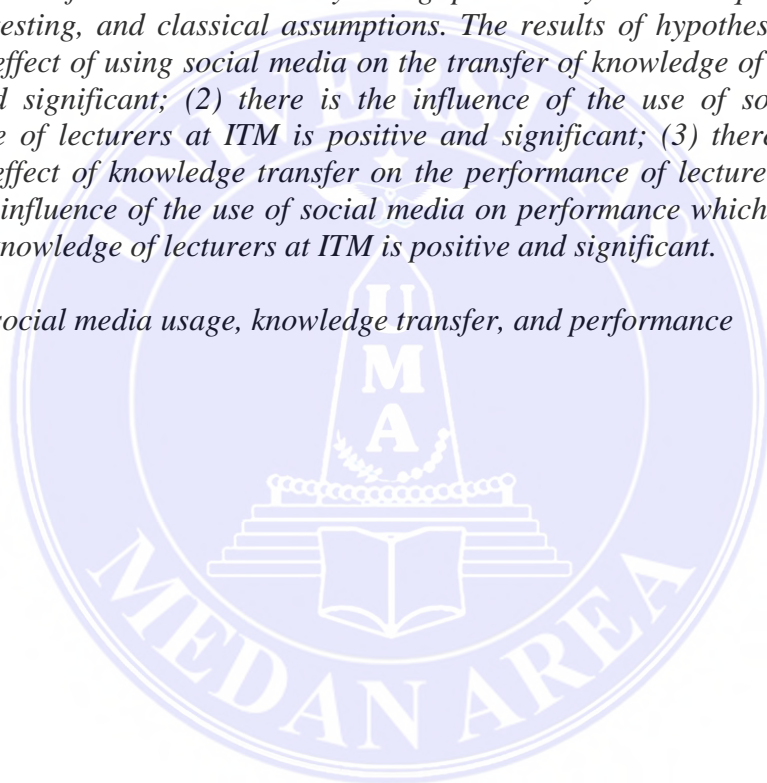 esting, and classical assumptions. The results of hypothes
effect of using social media on the transfer of knowledge of
d significant; (2) there is the influence of the use of so
e of lecturers at ITM is positive and significant; (3) there
effect of knowledge transfer on the performance of lecture
influence of the use of social media on performance which
nowledge of lecturers at ITM is positive and significant.
social media usage, knowledge transfer, and performance
UNIVERSITAS
U
M
A
MEDAN AREA